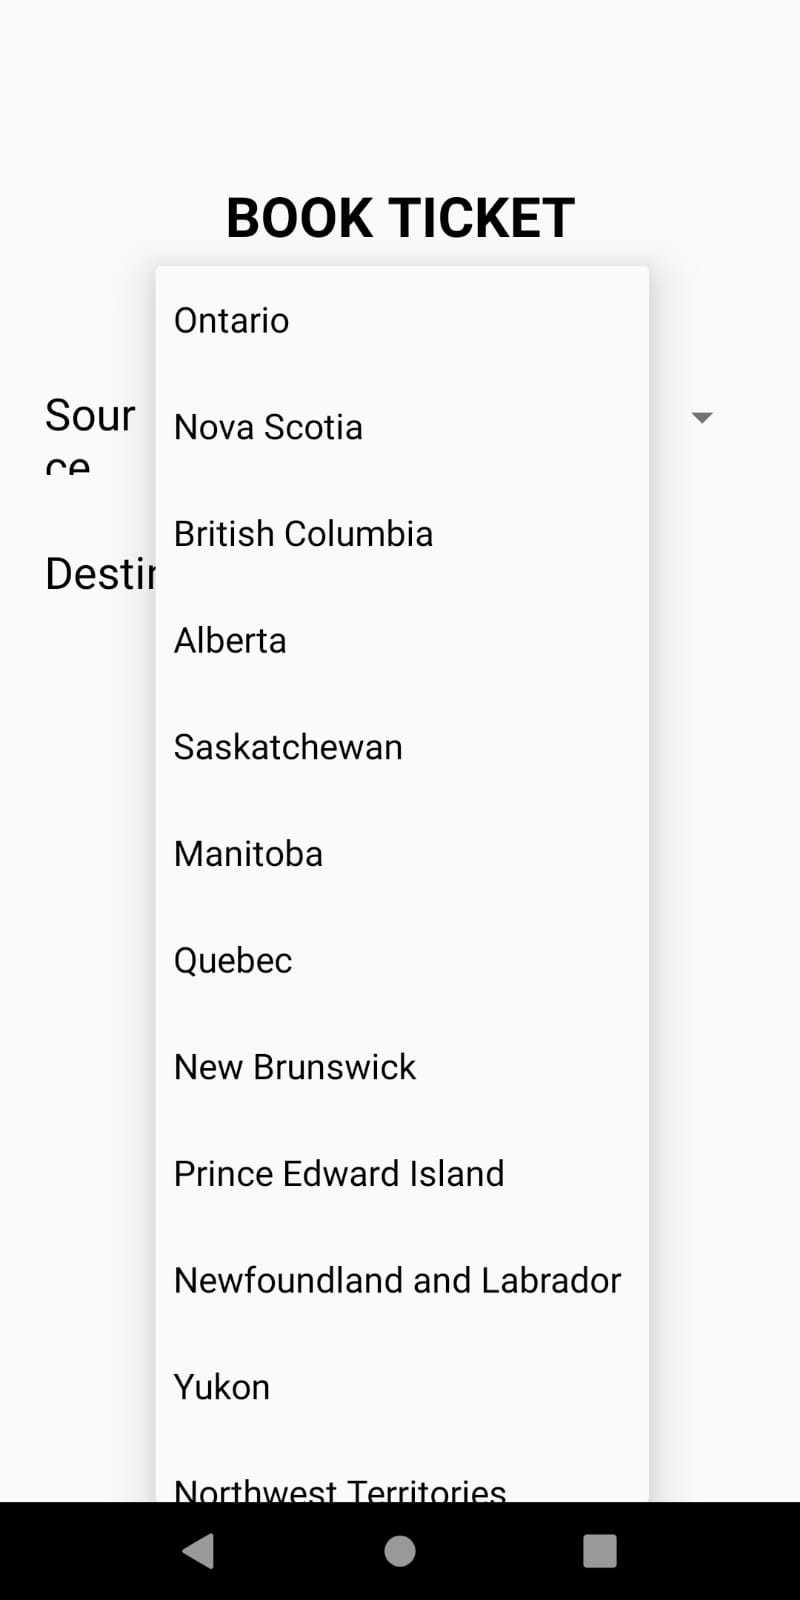 BOOK TICKET
Ontario
Sour
ce
Nova Scotia
British Columbia
Alberta
Saskatchewan
Manitoba
Quebec
New Brunswick
Prince Edward Island
Newfoundland and Labrador
Yukon
Northwest Territories